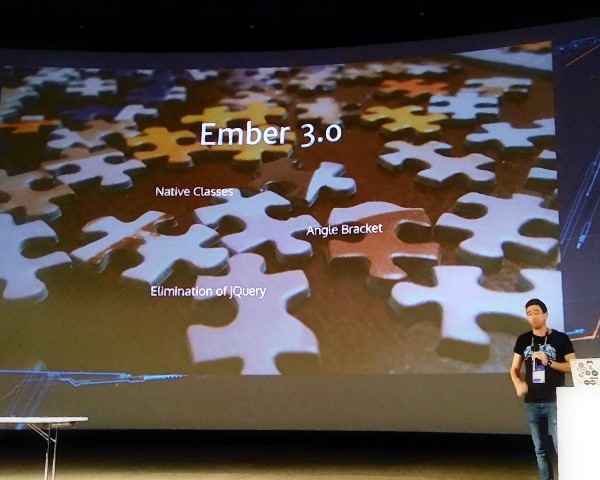 Ember 3.0
Native Classes
Angle Bracket
Elimination of jQuery